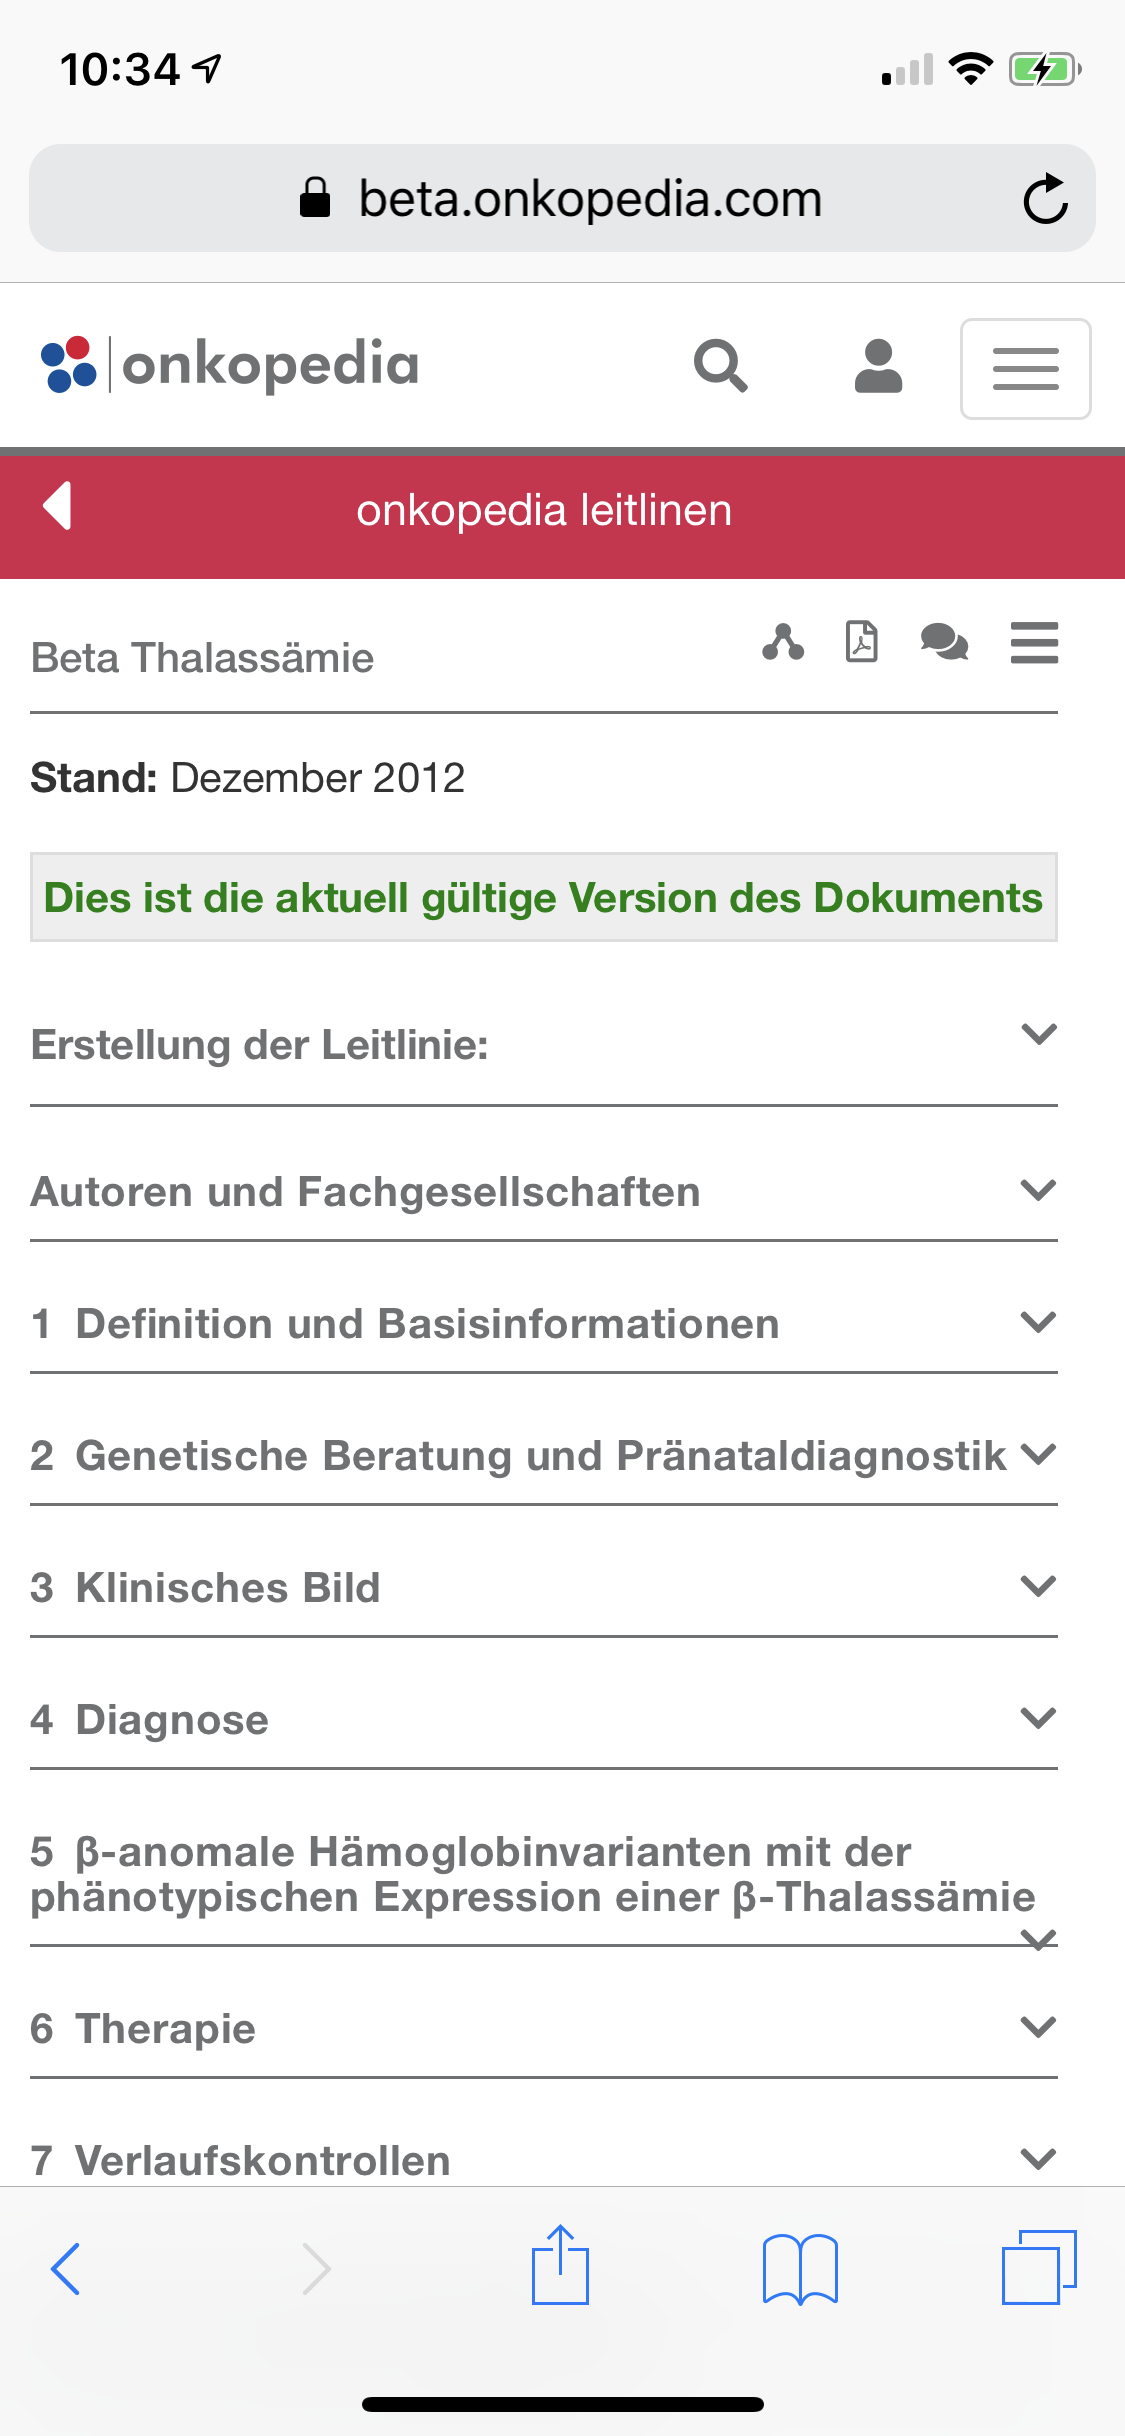 10:34
beta.onkopedia.com
onkopedia
onkopedia leitlinen
Beta Thalassämie
Stand: Dezember 2012
Dies ist die aktuell gültige Version des Dokuments
Erstellung der Leitlinie:
Autoren und Fachgesellschaften
1 Definition und Basisinformationen
2 Genetische Beratung und Pränataldiagnostik
3 Klinisches Bild
4 Diagnose
5 β-anomale Hämoglobinvarianten mit der
phänotypischen Expression einer β-Thalassämie
6 Therapie
7 Verlaufskontrollen